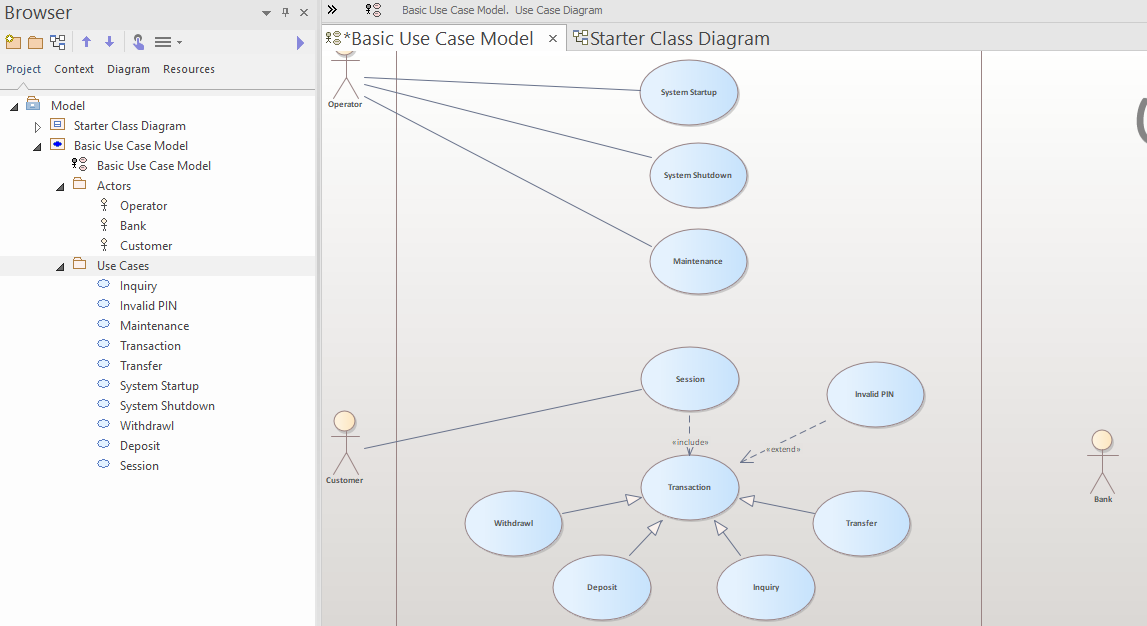 Browser
Project Context Diagram Resources
Model
Starter Class Diagram
Basic Use Case Model
Basic Use Case Model
Actors
Operator
Bank
Customer
Use Cases
Inquiry
Invalid PIN
Maintenance
Transaction
Transfer
System Startup
System Shutdown
Withdrawl
Deposit
Session
Basic Use Case Model. Use Case Diagram
*Basic Use Case Model
Starter Class Diagram
Operator
System Startup
System Shutdown
Maintenance
Session
Invalid PIN
«include»
«extend»
Customer
Transaction
Bank
Withdrawl
Transfer
Deposit
Inquiry